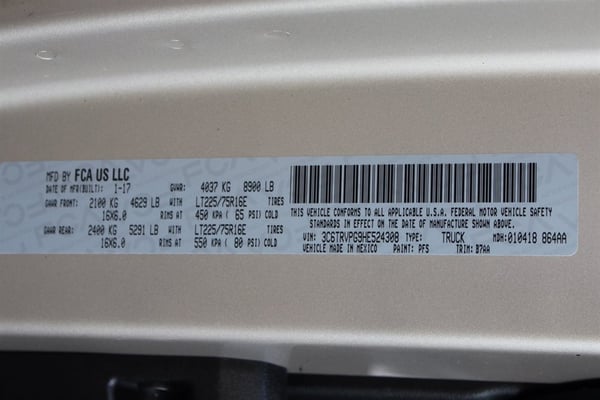 MFD BY FCA US LLC
DATE OF MFR(BUILT): 1-17 GVWR: 4037 KG 8900 LB
GAWR FRONT: 2100 KG 4629 LB WITH LT225/75R16E TIRES
16X6.0 RIMS AT 450 KPA ( 65 PSI) COLD
GAWR REAR: 2400 KG 5291 LB WITH LT225/75R16E TIRES
16X6.0 RIMS AT 550 KPA ( 80 PSI) COLD
THIS VEHICLE CONFORMS TO ALL APPLICABLE U.S.A. FEDERAL MOTOR VEHICLE SAFETY
STANDARDS IN EFFECT ON THE DATE OF MANUFACTURE SHOWN ABOVE.
VIN: 3C6TRVPG9HE524308 TYPE: TRUCK MDH: 010418 864AA
VEHICLE MADE IN MEXICO PAINT: PFS TRIM: B7AA